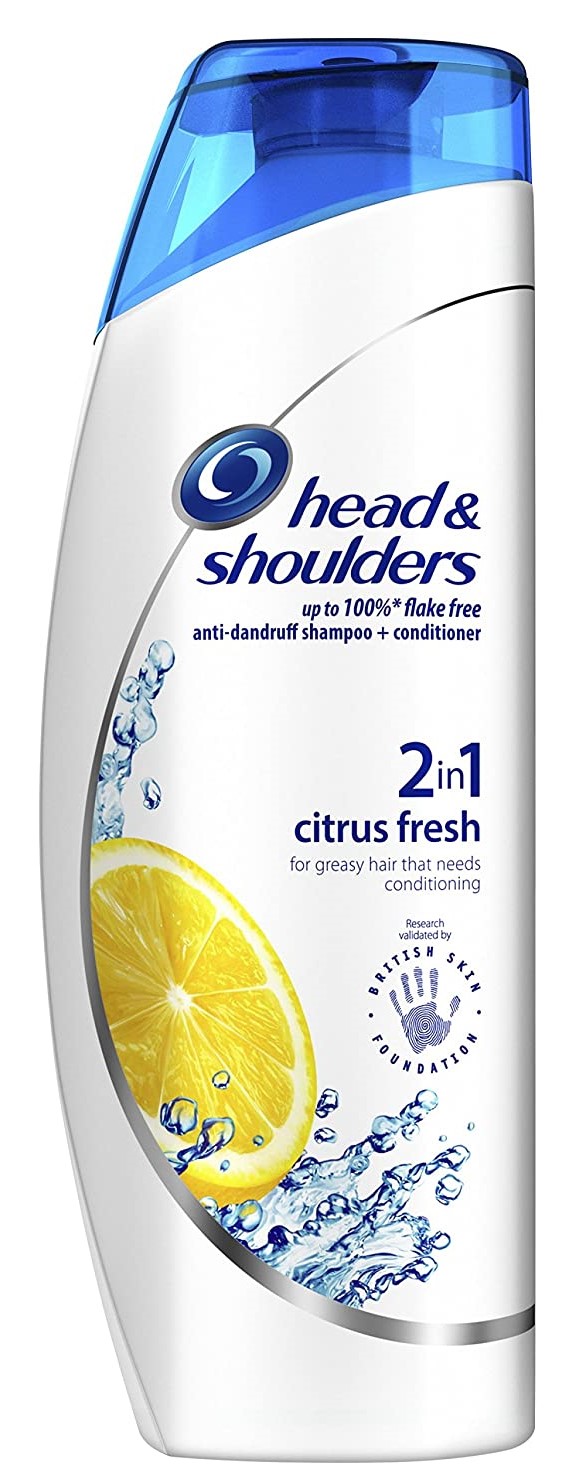 head &
shoulders
up to 100%* flake free
anti-dandruff shampoo + conditioner
2in1
citrus fresh
for greasy hair that needs
conditioning
Research
validated by
BRITISH SKIN
FOUNDATION